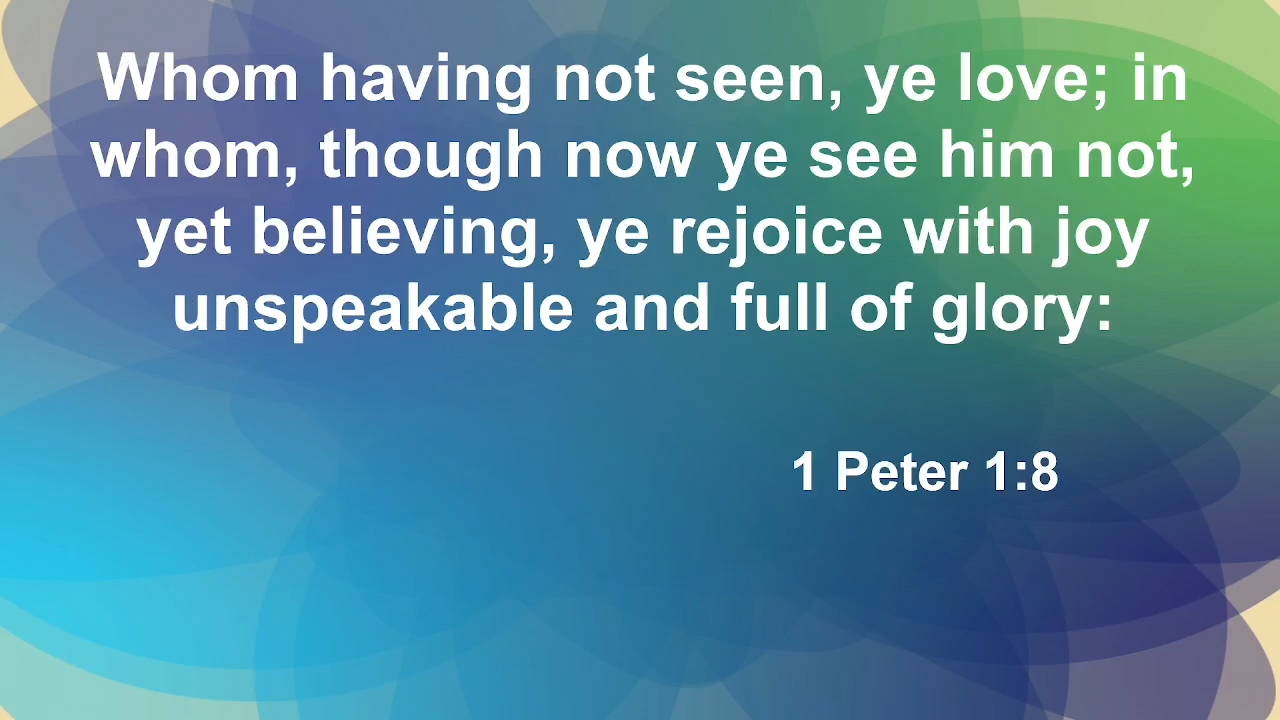 Whom having not seen, ye love; in
whom, though now ye see him not,
yet believing, ye rejoice with joy
unspeakable and full of glory:
1 Peter 1:8